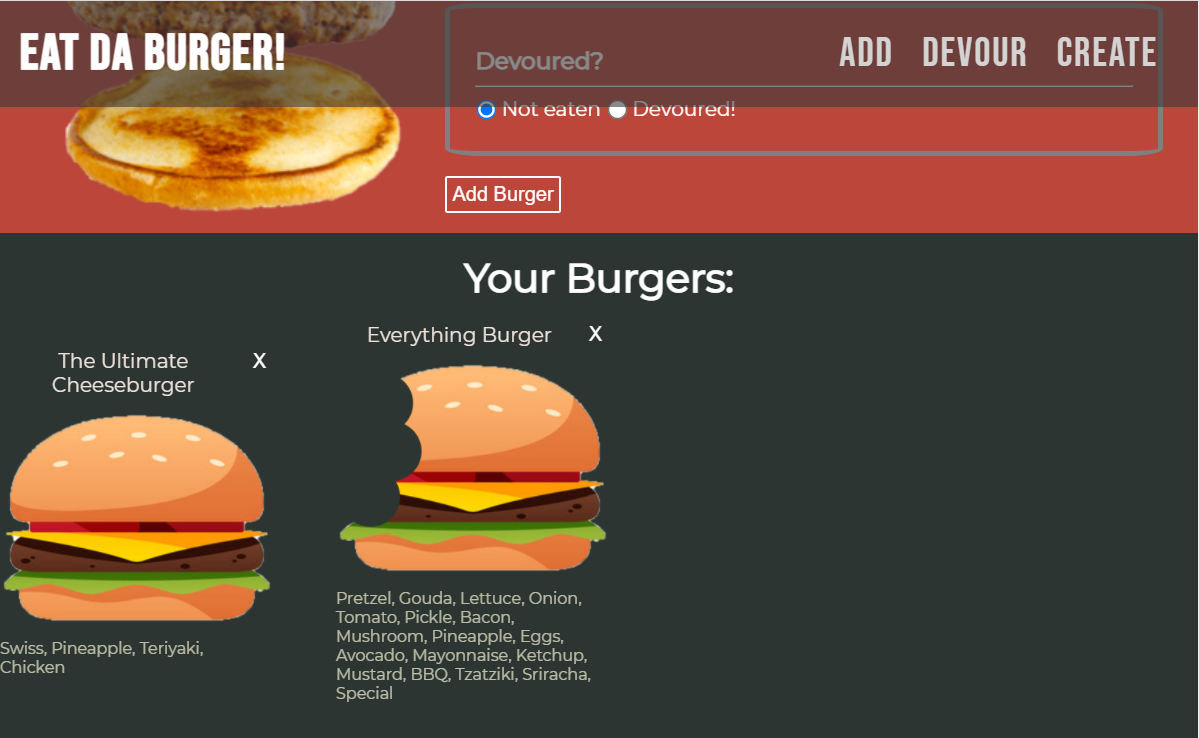 EAT DA BURGER!
ADD DEVOUR CREATE
Devoured?
Not eaten Devoured!
Add Burger
Your Burgers:
The Ultimate
Cheeseburger
X
Everything Burger
X
Swiss, Pineapple, Teriyaki,
Chicken
Pretzel, Gouda, Lettuce, Onion,
Tomato, Pickle, Bacon,
Mushroom, Pineapple, Eggs,
Avocado, Mayonnaise, Ketchup,
Mustard, BBQ, Tzatziki, Sriracha,
Special